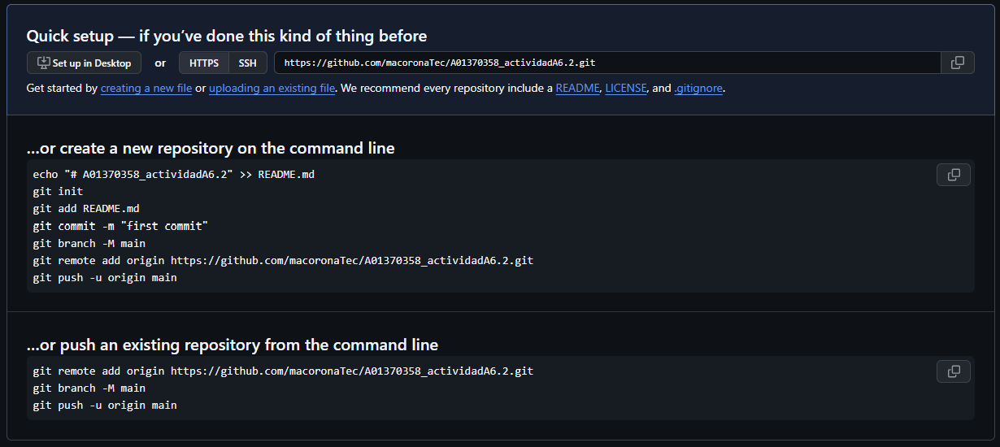 Quick setup — if you’ve done this kind of thing before
Set up in Desktop or HTTPS SSH https://github.com/macoronaTec/A01370358_actividadA6.2.git
Get started by creating a new file or uploading an existing file. We recommend every repository include a README, LICENSE, and .gitignore.
…or create a new repository on the command line
echo "# A01370358_actividadA6.2" >> README.md
git init
git add README.md
git commit -m "first commit"
git branch -M main
git remote add origin https://github.com/macoronaTec/A01370358_actividadA6.2.git
git push -u origin main
…or push an existing repository from the command line
git remote add origin https://github.com/macoronaTec/A01370358_actividadA6.2.git
git branch -M main
git push -u origin main